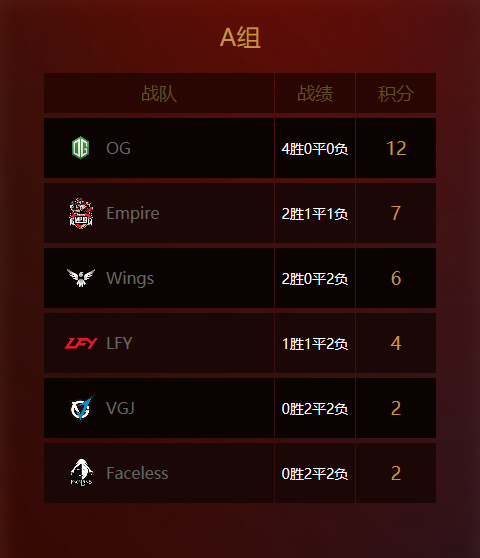 A组
战队 战绩 积分
OG 4胜0平0负 12
Empire 2胜1平1负 7
Wings 2胜0平2负 6
LFY LFY 1胜1平2负 4
VGJ 0胜2平2负 2
Faceless 0胜2平2负 2